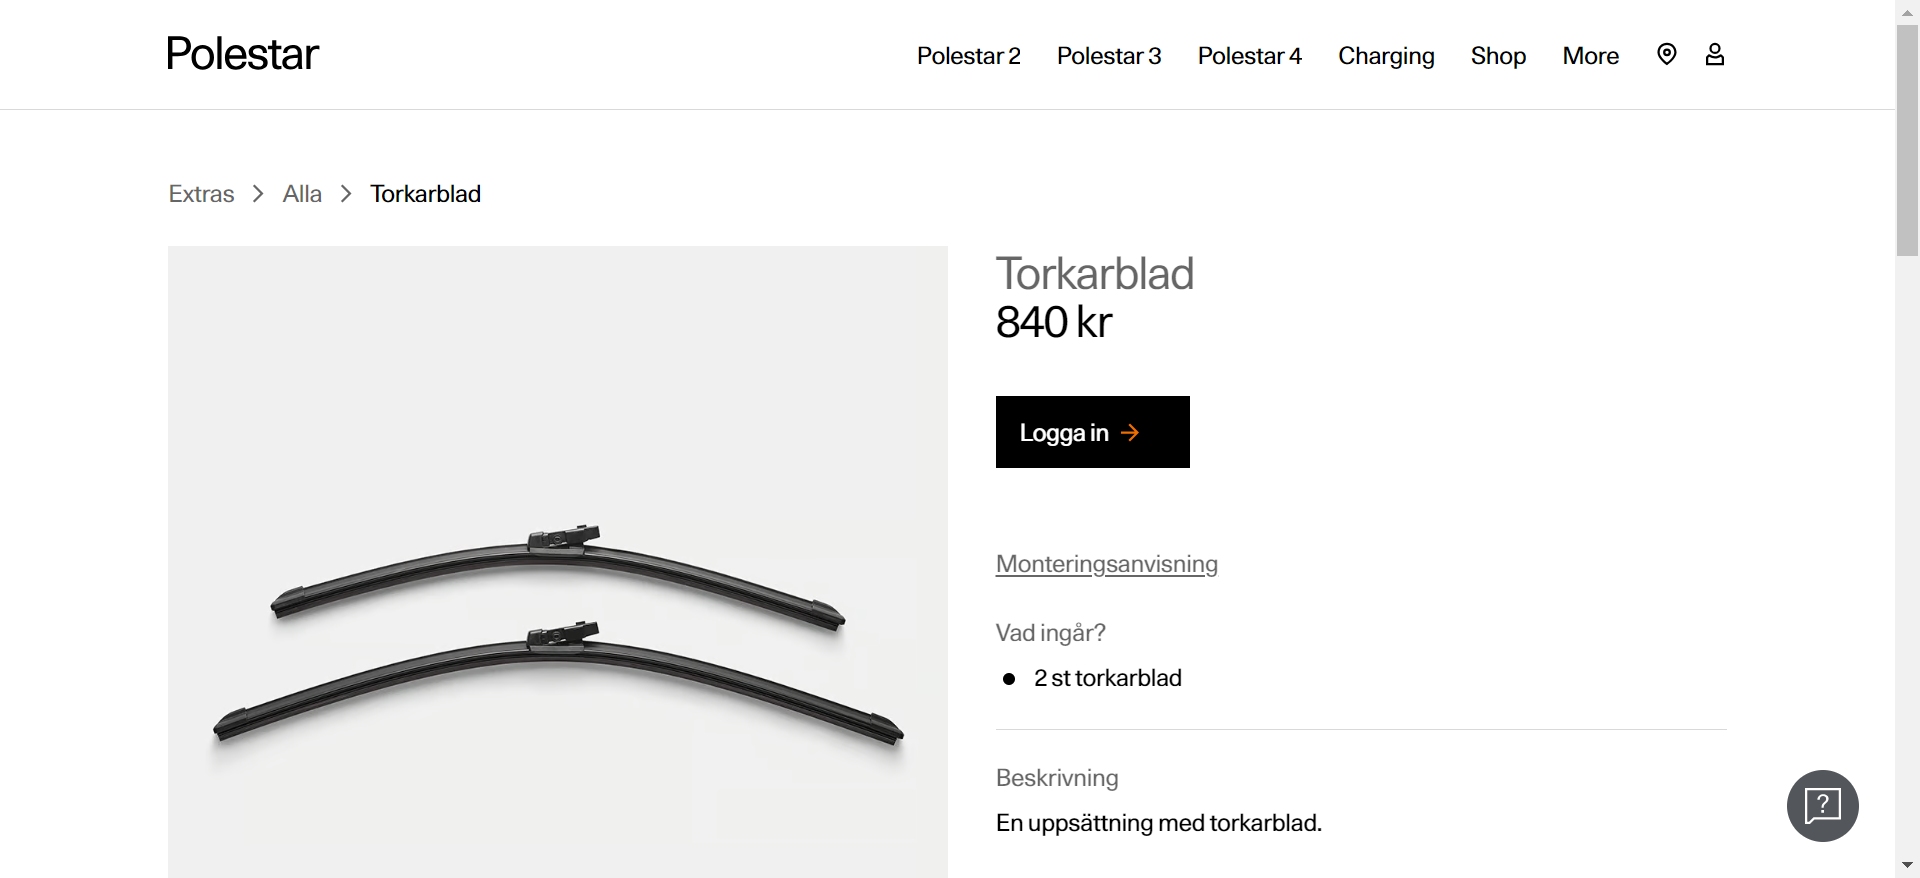 Polestar
Polestar 2
Polestar 3
Polestar 4
Charging
Shop
More
Extras
Alla
Torkarblad
Torkarblad
840 kr
Logga in
Monteringsanvisning
Vad ingår?
2 st torkarblad
Beskrivning
En uppsättning med torkarblad.
?